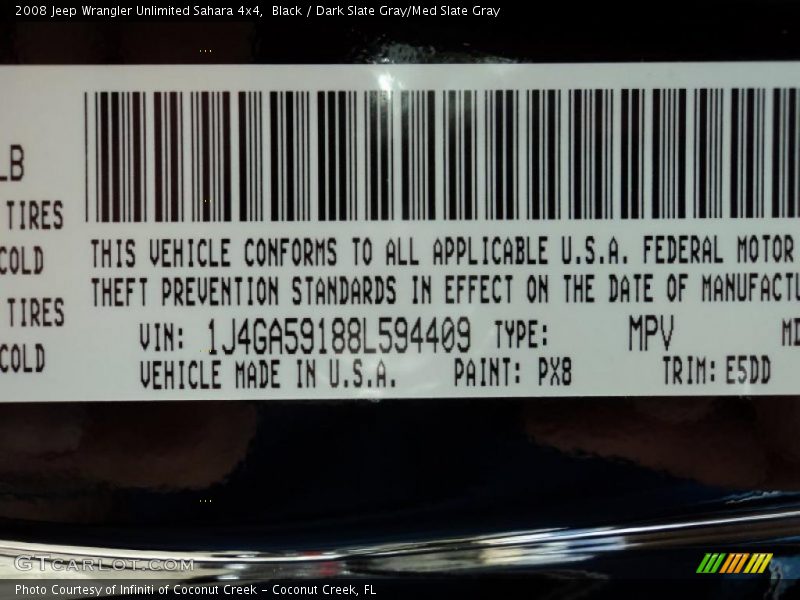 2008 Jeep Wrangler Unlimited Sahara 4x4, Black / Dark Slate Gray/Med Slate Gray
LB
TIRES
COLD
TIRES
COLD
THIS VEHICLE CONFORMS TO ALL APPLICABLE U.S.A. FEDERAL MOTOR
THEFT PREVENTION STANDARDS IN EFFECT ON THE DATE OF MANUFACTU
VIN: 1J4GA59188L594409 TYPE: MPV MD
VEHICLE MADE IN U.S.A. PAINT: PX8 TRIM: E5DD
GTCARLOT.COM
Photo Courtesy of Infiniti of Coconut Creek - Coconut Creek, FL